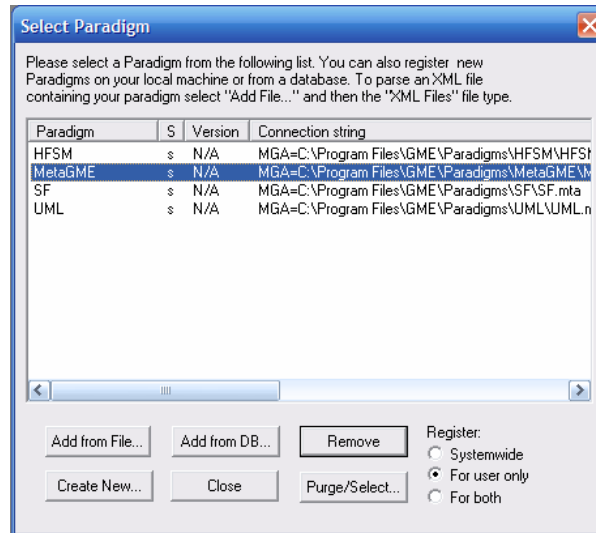 Select Paradigm
Please select a Paradigm from the following list. You can also register new
Paradigms on your local machine or from a database. To parse an XML file
containing your paradigm select "Add File..." and then the "XML Files" file type.
Paradigm S Version Connection string
HFSM s N/A MGA=C:\Program Files\GME\Paradigms\HFSM\HFSM
MetaGME s N/A MGA=C:\Program Files\GME\Paradigms\MetaGME\M
SF s N/A MGA=C:\Program Files\GME\Paradigms\SF\SF.mta
UML s N/A MGA=C:\Program Files\GME\Paradigms\UML\UML.m
Add from File... Add from DB... Remove Register:
Systemwide
For user only
Create New... Close Purge/Select...
For both